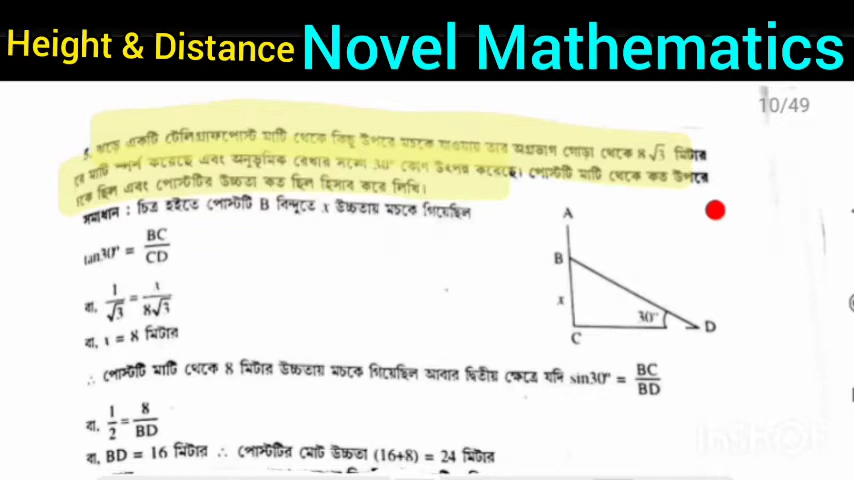 Height & Distance Novel Mathematics
10/49
ঝড়ে একটি টেলিগ্রাফপোস্ট মাটি থেকে কিছু উপরে মচকে যাওয়ায় তার অগ্রভাগ গোড়া থেকে 8√3 মিটার
রে মাটি স্পর্শ করেছে এবং অনুভূমিক রেখার সঙ্গে 30° কোণ উৎপন্ন করেছে। পোস্টটি মাটি থেকে কত উপরে
কে ছিল এবং পোস্টটির উচ্চতা কত ছিল হিসাব করে লিখি।
সমাধান : চিত্র হইতে পোস্টটি B বিন্দুতে x উচ্চতায় মচকে গিয়েছিল
tan30° = BC/CD
বা, 1/√3 = x/8√3
বা, x = 8 মিটার
A
B
x
C
30°
D
∴ পোস্টটি মাটি থেকে 8 মিটার উচ্চতায় মচকে গিয়েছিল আবার দ্বিতীয় ক্ষেত্রে যদি sin30° = BC/BD
বা, 1/2 = 8/BD
বা, BD = 16 মিটার ∴ পোস্টটির মোট উচ্চতা (16+8) = 24 মিটার